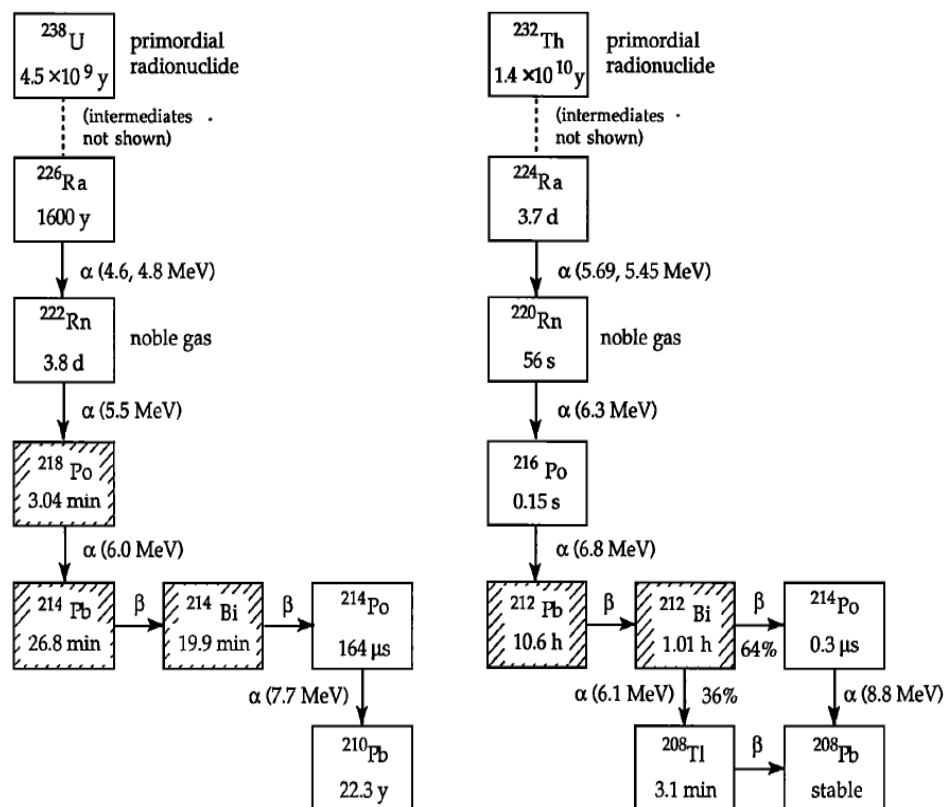 ²³⁸U
4.5 ×10⁹ y
primordial
radionuclide
(intermediates
not shown)
²²⁶Ra
1600 y
α (4.6, 4.8 MeV)
²²²Rn
3.8 d
noble gas
α (5.5 MeV)
²¹⁸Po
3.04 min
α (6.0 MeV)
²¹⁴Pb
26.8 min
β
²¹⁴Bi
19.9 min
β
²¹⁴Po
164 μs
α (7.7 MeV)
²¹⁰Pb
22.3 y
²³²Th
1.4 ×10¹⁰ y
primordial
radionuclide
(intermediates
not shown)
²²⁴Ra
3.7 d
α (5.69, 5.45 MeV)
²²⁰Rn
56 s
noble gas
α (6.3 MeV)
²¹⁶Po
0.15 s
α (6.8 MeV)
²¹²Pb
10.6 h
β
²¹²Bi
1.01 h
β
64%
²¹⁴Po
0.3 μs
α (6.1 MeV)
36%
α (8.8 MeV)
²⁰⁸Tl
3.1 min
β
²⁰⁸Pb
stable